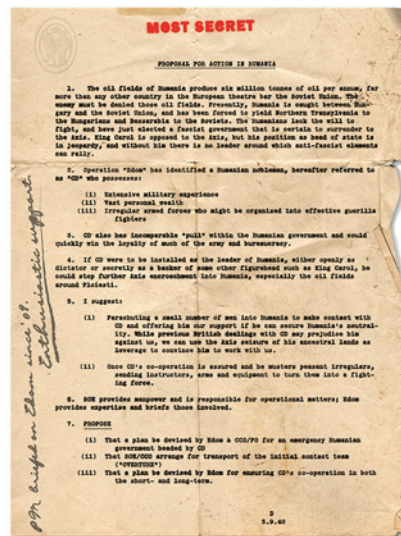 MOST SECRET
PROPOSAL FOR ACTION IN RUMANIA
1. The oil fields of Rumania produce six million tonnes of oil per annum, far
more than any other country in the European theatre bar the Soviet Union. The
enemy must be denied those oil fields. Presently, Rumania is caught between Hun-
gary and the Soviet Union, and has been forced to yield Northern Transylvania to
the Hungarians and Bessarabia to the Soviets. The Rumanians lack the will to
fight, and have just elected a fascist government that is certain to surrender to
the Axis. King Carol is opposed to the Axis, but his position as head of state is
in jeopardy, and without him there is no leader around which anti-fascist elements
can rally.
2. Operation "Edom" has identified a Rumanian nobleman, hereafter referred to
as "CD" who possesses:
(i) Extensive military experience
(ii) Vast personal wealth
(iii) Irregular armed forces who might be organized into effective guerille
fighters
3. CD also has incomparable "pull" within the Rumanian government and could
quickly win the loyalty of much of the army and bureaucracy.
4. If CD were to be installed as the leader of Rumania, either openly as
dictator or secretly as a backer of some other figurehead such as King Carol, he
could stop further Axis encroachment into Rumania, especially the oil fields
around Ploiesti.
5. I suggest:
(i) Parachuting a small number of men into Rumania to make contact with
CD and offering him our support if he can secure Rumania's neutral-
ity. While previous British dealings with CD may prejudice him
against us, we can use the Axis seizure of his ancestral lands as
leverage to convince him to work with us.
(ii) Once CD's co-operation is assured and he musters peasant irregulars,
sending instructors, arms and equipment to turn them into a fight-
ing force.
6. SOE provides manpower and is responsible for operational matters; Edom
provides expertise and briefs those involved.
7. PROPOSE
(i) That a plan be devised by Edom & CCO/FO for an emergency Rumanian
government headed by CD
(ii) That SOE/CCO arrange for transport of the initial contact team
("OVERTURE")
(iii) That a plan be devised by Edom for ensuring CD's co-operation in both
the short- and long-term.
D
5.9.40
PM briefed on Edom since '08.
Enthusiastic support.